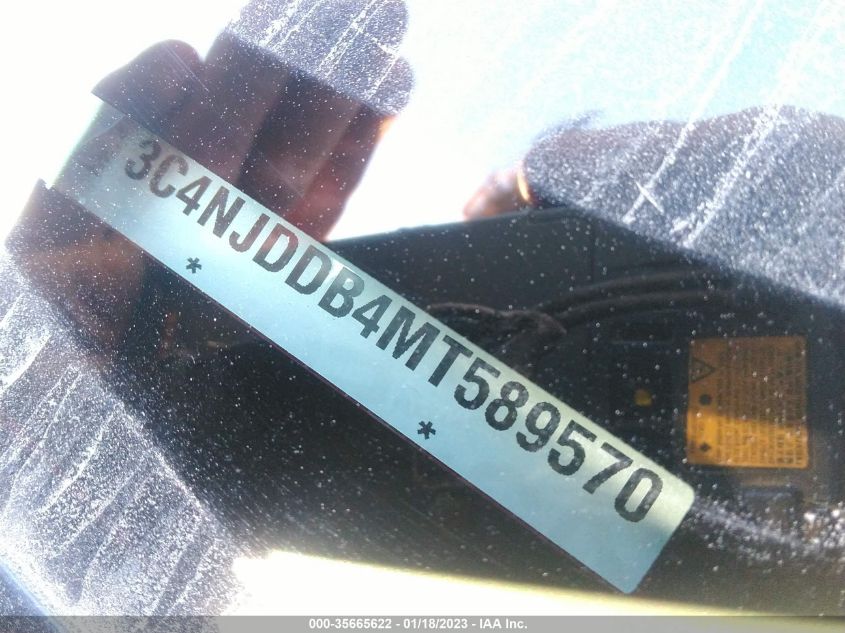 3C4NJDDB4MT589570
* *
000-35665622 - 01/18/2023 - IAA Inc.